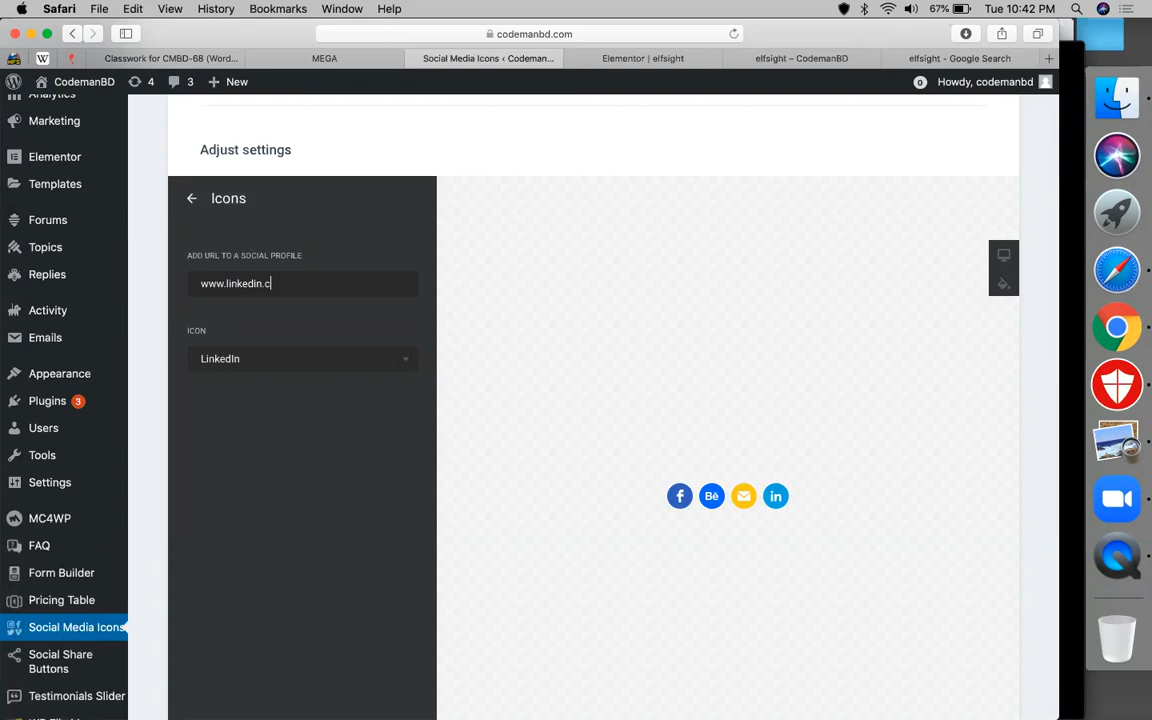 Safari File Edit View History Bookmarks Window Help 67% Tue 10:42 PM
codemanbd.com
Classwork for CMBD-68 (Word... MEGA Social Media Icons ‹ Codeman... Elementor | elfsight elfsight – CodemanBD elfsight - Google Search
CodemanBD 4 3 New 0 Howdy, codemanbd
Analytics
Marketing
Elementor
Templates
Forums
Topics
Replies
Activity
Emails
Appearance
Plugins 3
Users
Tools
Settings
MC4WP
FAQ
Form Builder
Pricing Table
Social Media Icons
Social Share
Buttons
Testimonials Slider
Adjust settings
Icons
ADD URL TO A SOCIAL PROFILE
www.linkedin.c
ICON
LinkedIn
f Bē in